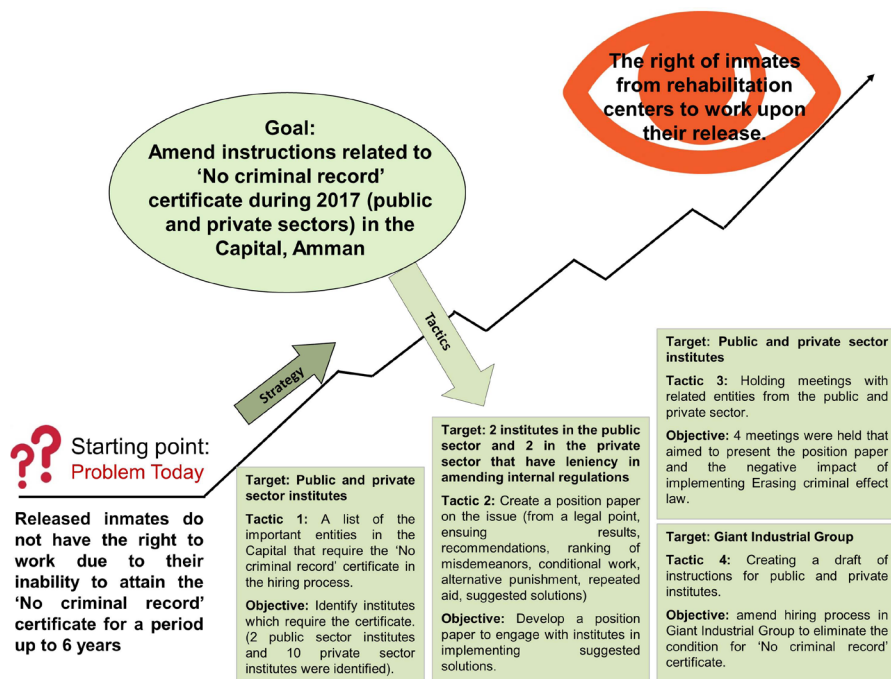 The right of inmates
from rehabilitation
centers to work upon
their release.
Goal:
Amend instructions related to
‘No criminal record’
certificate during 2017 (public
and private sectors) in the
Capital, Amman
Tactics
Strategy
Starting point:
Problem Today
Released inmates do
not have the right to
work due to their
inability to attain the
‘No criminal record’
certificate for a period
up to 6 years
Target: Public and private
sector institutes
Tactic 1: A list of the
important entities in the
Capital that require the ‘No
criminal record’ certificate in
the hiring process.
Objective: Identify institutes
which require the certificate.
(2 public sector institutes
and 10 private sector
institutes were identified).
Target: 2 institutes in the public
sector and 2 in the private
sector that have leniency in
amending internal regulations
Tactic 2: Create a position paper
on the issue (from a legal point,
ensuing results,
recommendations, ranking of
misdemeanors, conditional work,
alternative punishment, repeated
aid, suggested solutions)
Objective: Develop a position
paper to engage with institutes in
implementing suggested
solutions.
Target: Public and private sector
institutes
Tactic 3: Holding meetings with
related entities from the public and
private sector.
Objective: 4 meetings were held that
aimed to present the position paper
and the negative impact of
implementing Erasing criminal effect
law.
Target: Giant Industrial Group
Tactic 4: Creating a draft of
instructions for public and private
institutes.
Objective: amend hiring process in
Giant Industrial Group to eliminate the
condition for ‘No criminal record’
certificate.